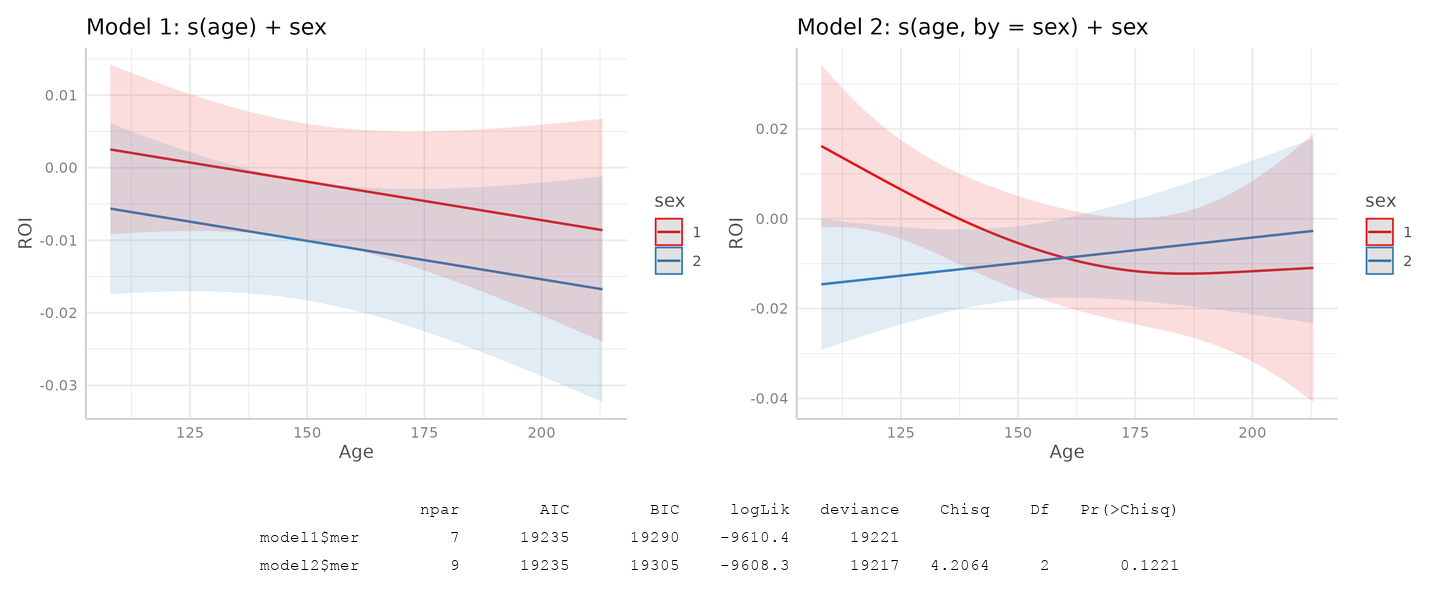 Model 1: s(age) + sex
0.01
0.00
-0.01
-0.02
-0.03
ROI
125 150 175 200
Age
sex
1
2
Model 2: s(age, by = sex) + sex
0.02
0.00
-0.02
-0.04
ROI
125 150 175 200
Age
sex
1
2
npar AIC BIC logLik deviance Chisq Df Pr(>Chisq)
model1$mer 7 19235 19290 -9610.4 19221
model2$mer 9 19235 19305 -9608.3 19217 4.2064 2 0.1221